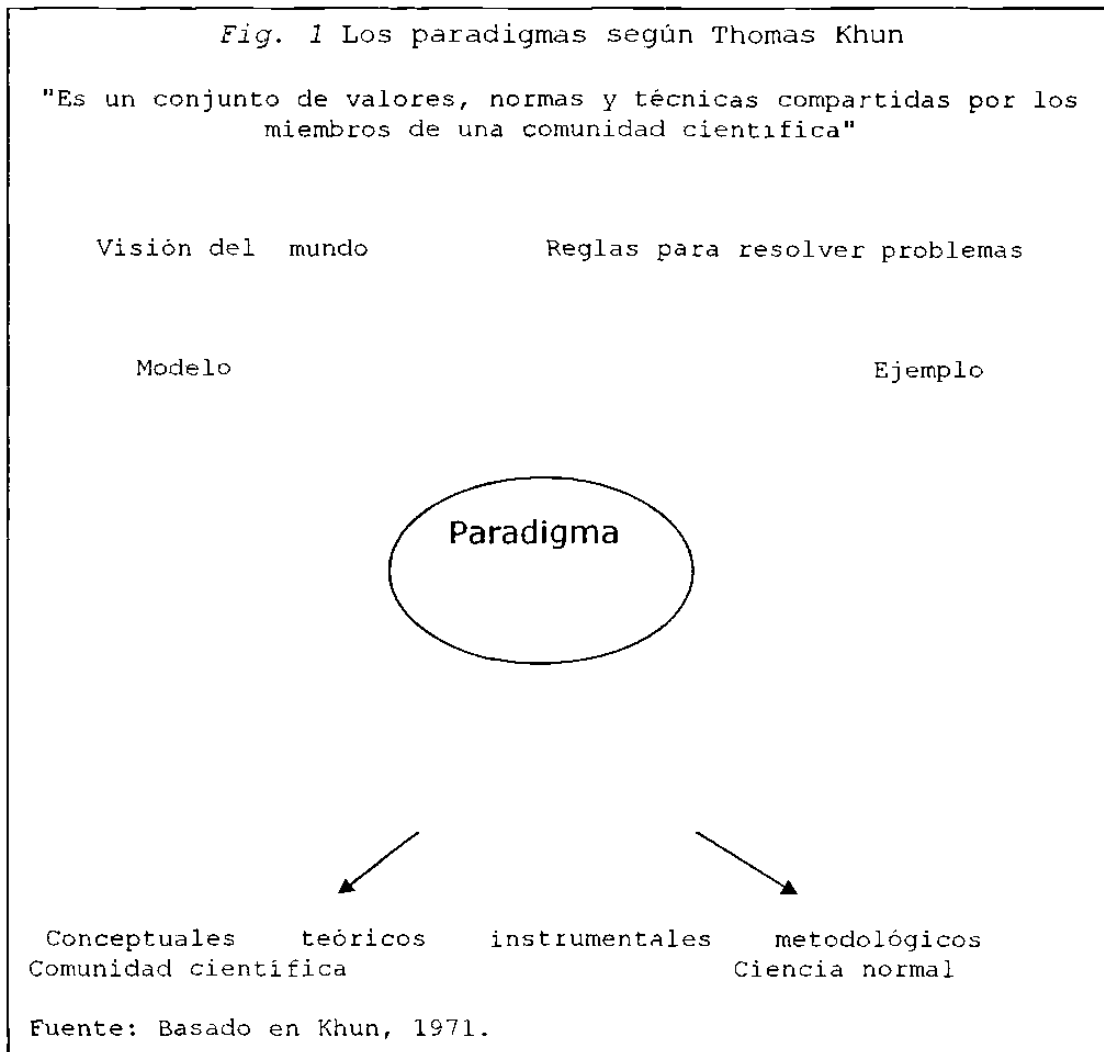 Fig. 1 Los paradigmas según Thomas Khun
"Es un conjunto de valores, normas y técnicas compartidas por los
miembros de una comunidad científica"
Visión del mundo Reglas para resolver problemas
Modelo Ejemplo
Paradigma
Conceptuales teóricos instrumentales metodológicos
Comunidad científica Ciencia normal
Fuente: Basado en Khun, 1971.